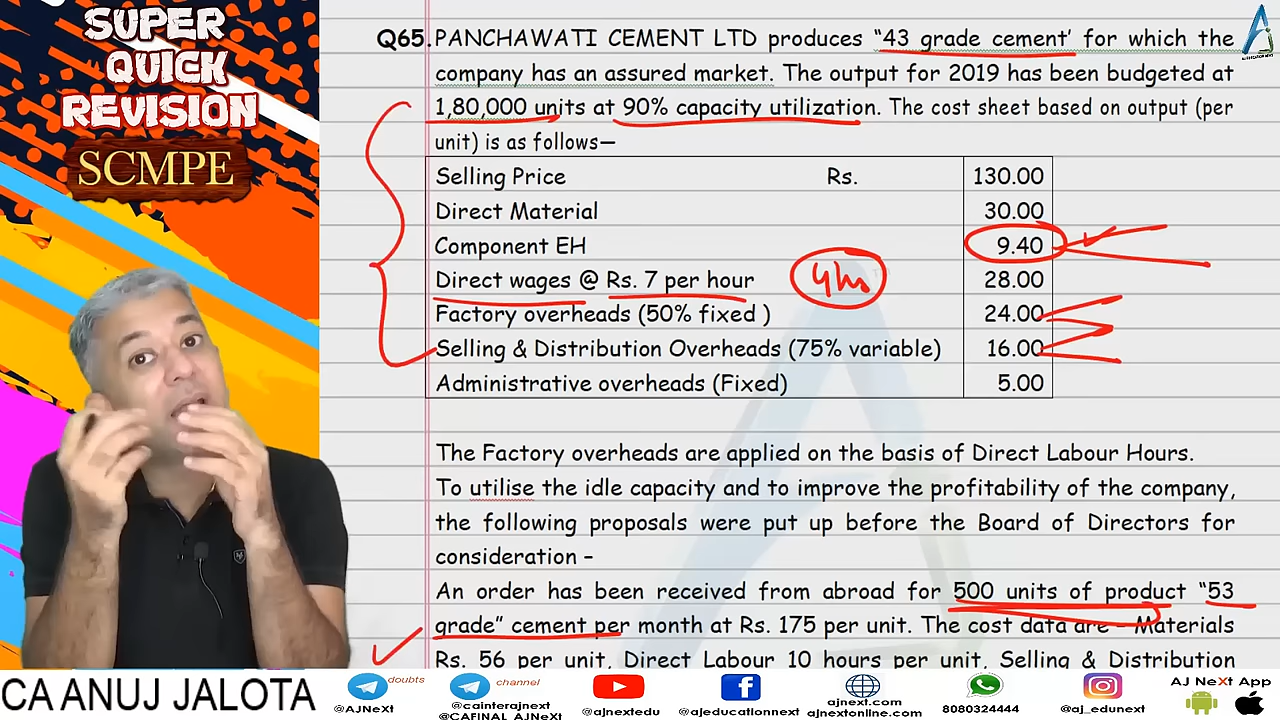 SUPER
QUICK
REVISION
SCMPE
Q65. PANCHAWATI CEMENT LTD produces “43 grade cement’ for which the
company has an assured market. The output for 2019 has been budgeted at
1,80,000 units at 90% capacity utilization. The cost sheet based on output (per
unit) is as follows—
Selling Price Rs. 130.00
Direct Material 30.00
Component EH 9.40
Direct wages @ Rs. 7 per hour 4hrs 28.00
Factory overheads (50% fixed ) 24.00
Selling & Distribution Overheads (75% variable) 16.00
Administrative overheads (Fixed) 5.00
The Factory overheads are applied on the basis of Direct Labour Hours.
To utilise the idle capacity and to improve the profitability of the company,
the following proposals were put up before the Board of Directors for
consideration –
An order has been received from abroad for 500 units of product “53
grade” cement per month at Rs. 175 per unit. The cost data are – Materials
Rs. 56 per unit, Direct Labour 10 hours per unit, Selling & Distribution
CA ANUJ JALOTA
doubts
@AJNeXt
channel
@cainterajnext
@CAFINAL_AJNeXt
@ajnextedu
@ajeducationnext
ajnext.com
ajnextonline.com
8080324444
@aj_edunext
AJ NeXt App